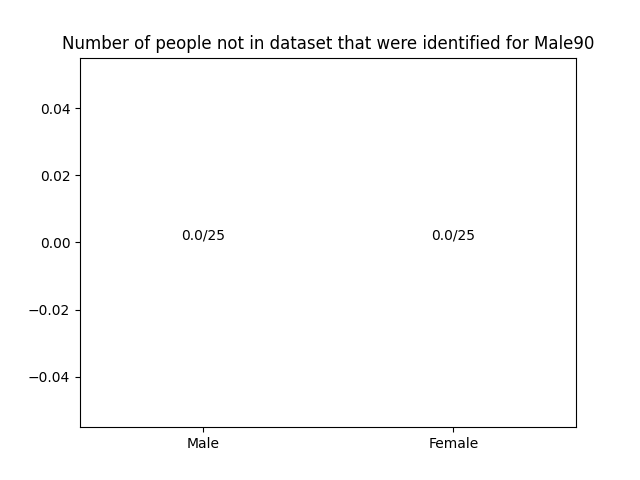 Number of people not in dataset that were identified for Male90
0.04
0.02
0.00
−0.02
−0.04
0.0/25
0.0/25
Male
Female